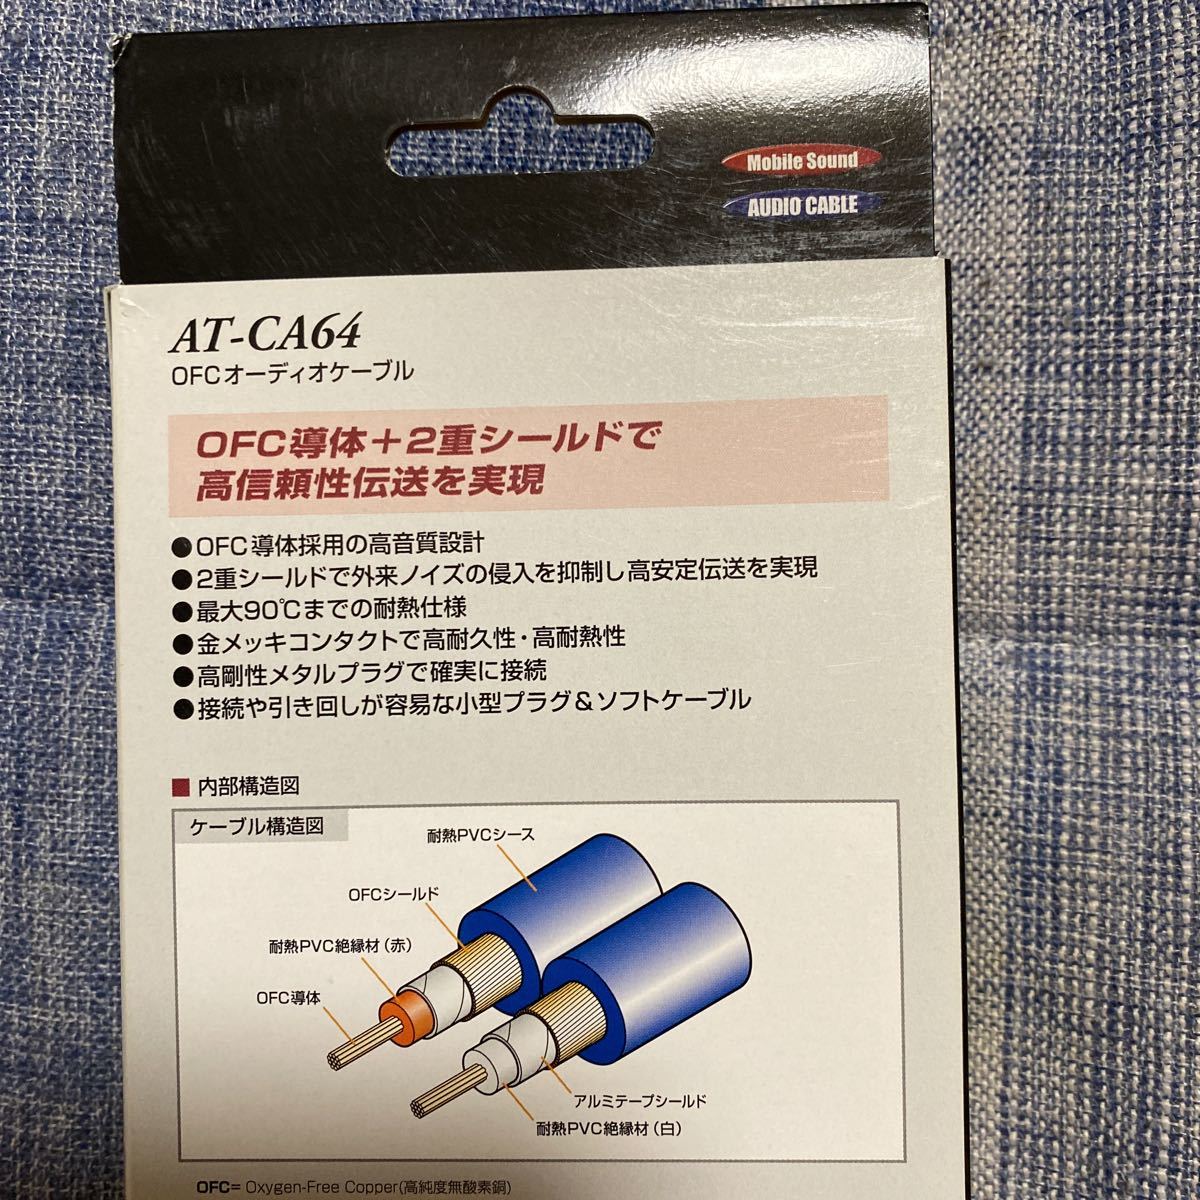 Mobile Sound
AUDIO CABLE
AT-CA64
OFCオーディオケーブル
OFC導体＋2重シールドで
高信頼性伝送を実現
●OFC導体採用の高音質設計
●2重シールドで外来ノイズの侵入を抑制し高安定伝送を実現
●最大90℃までの耐熱仕様
●金メッキコンタクトで高耐久性・高耐熱性
●高剛性メタルプラグで確実に接続
●接続や引き回しが容易な小型プラグ＆ソフトケーブル
■ 内部構造図
ケーブル構造図
耐熱PVCシース
OFCシールド
耐熱PVC絶縁材（赤）
OFC導体
アルミテープシールド
耐熱PVC絶縁材（白）
OFC= Oxygen-Free Copper(高純度無酸素銅)